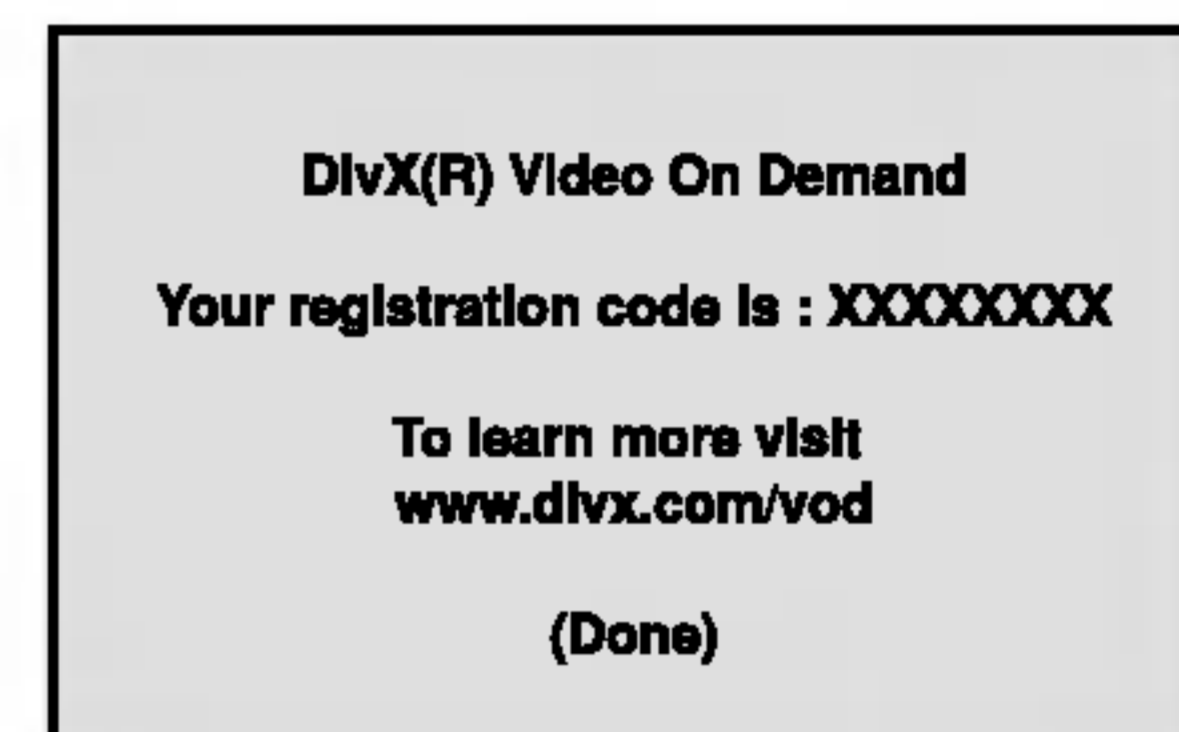 DivX(R) Video On Demand
Your registration code is : XXXXXXXX
To learn more visit
www.divx.com/vod
(Done)